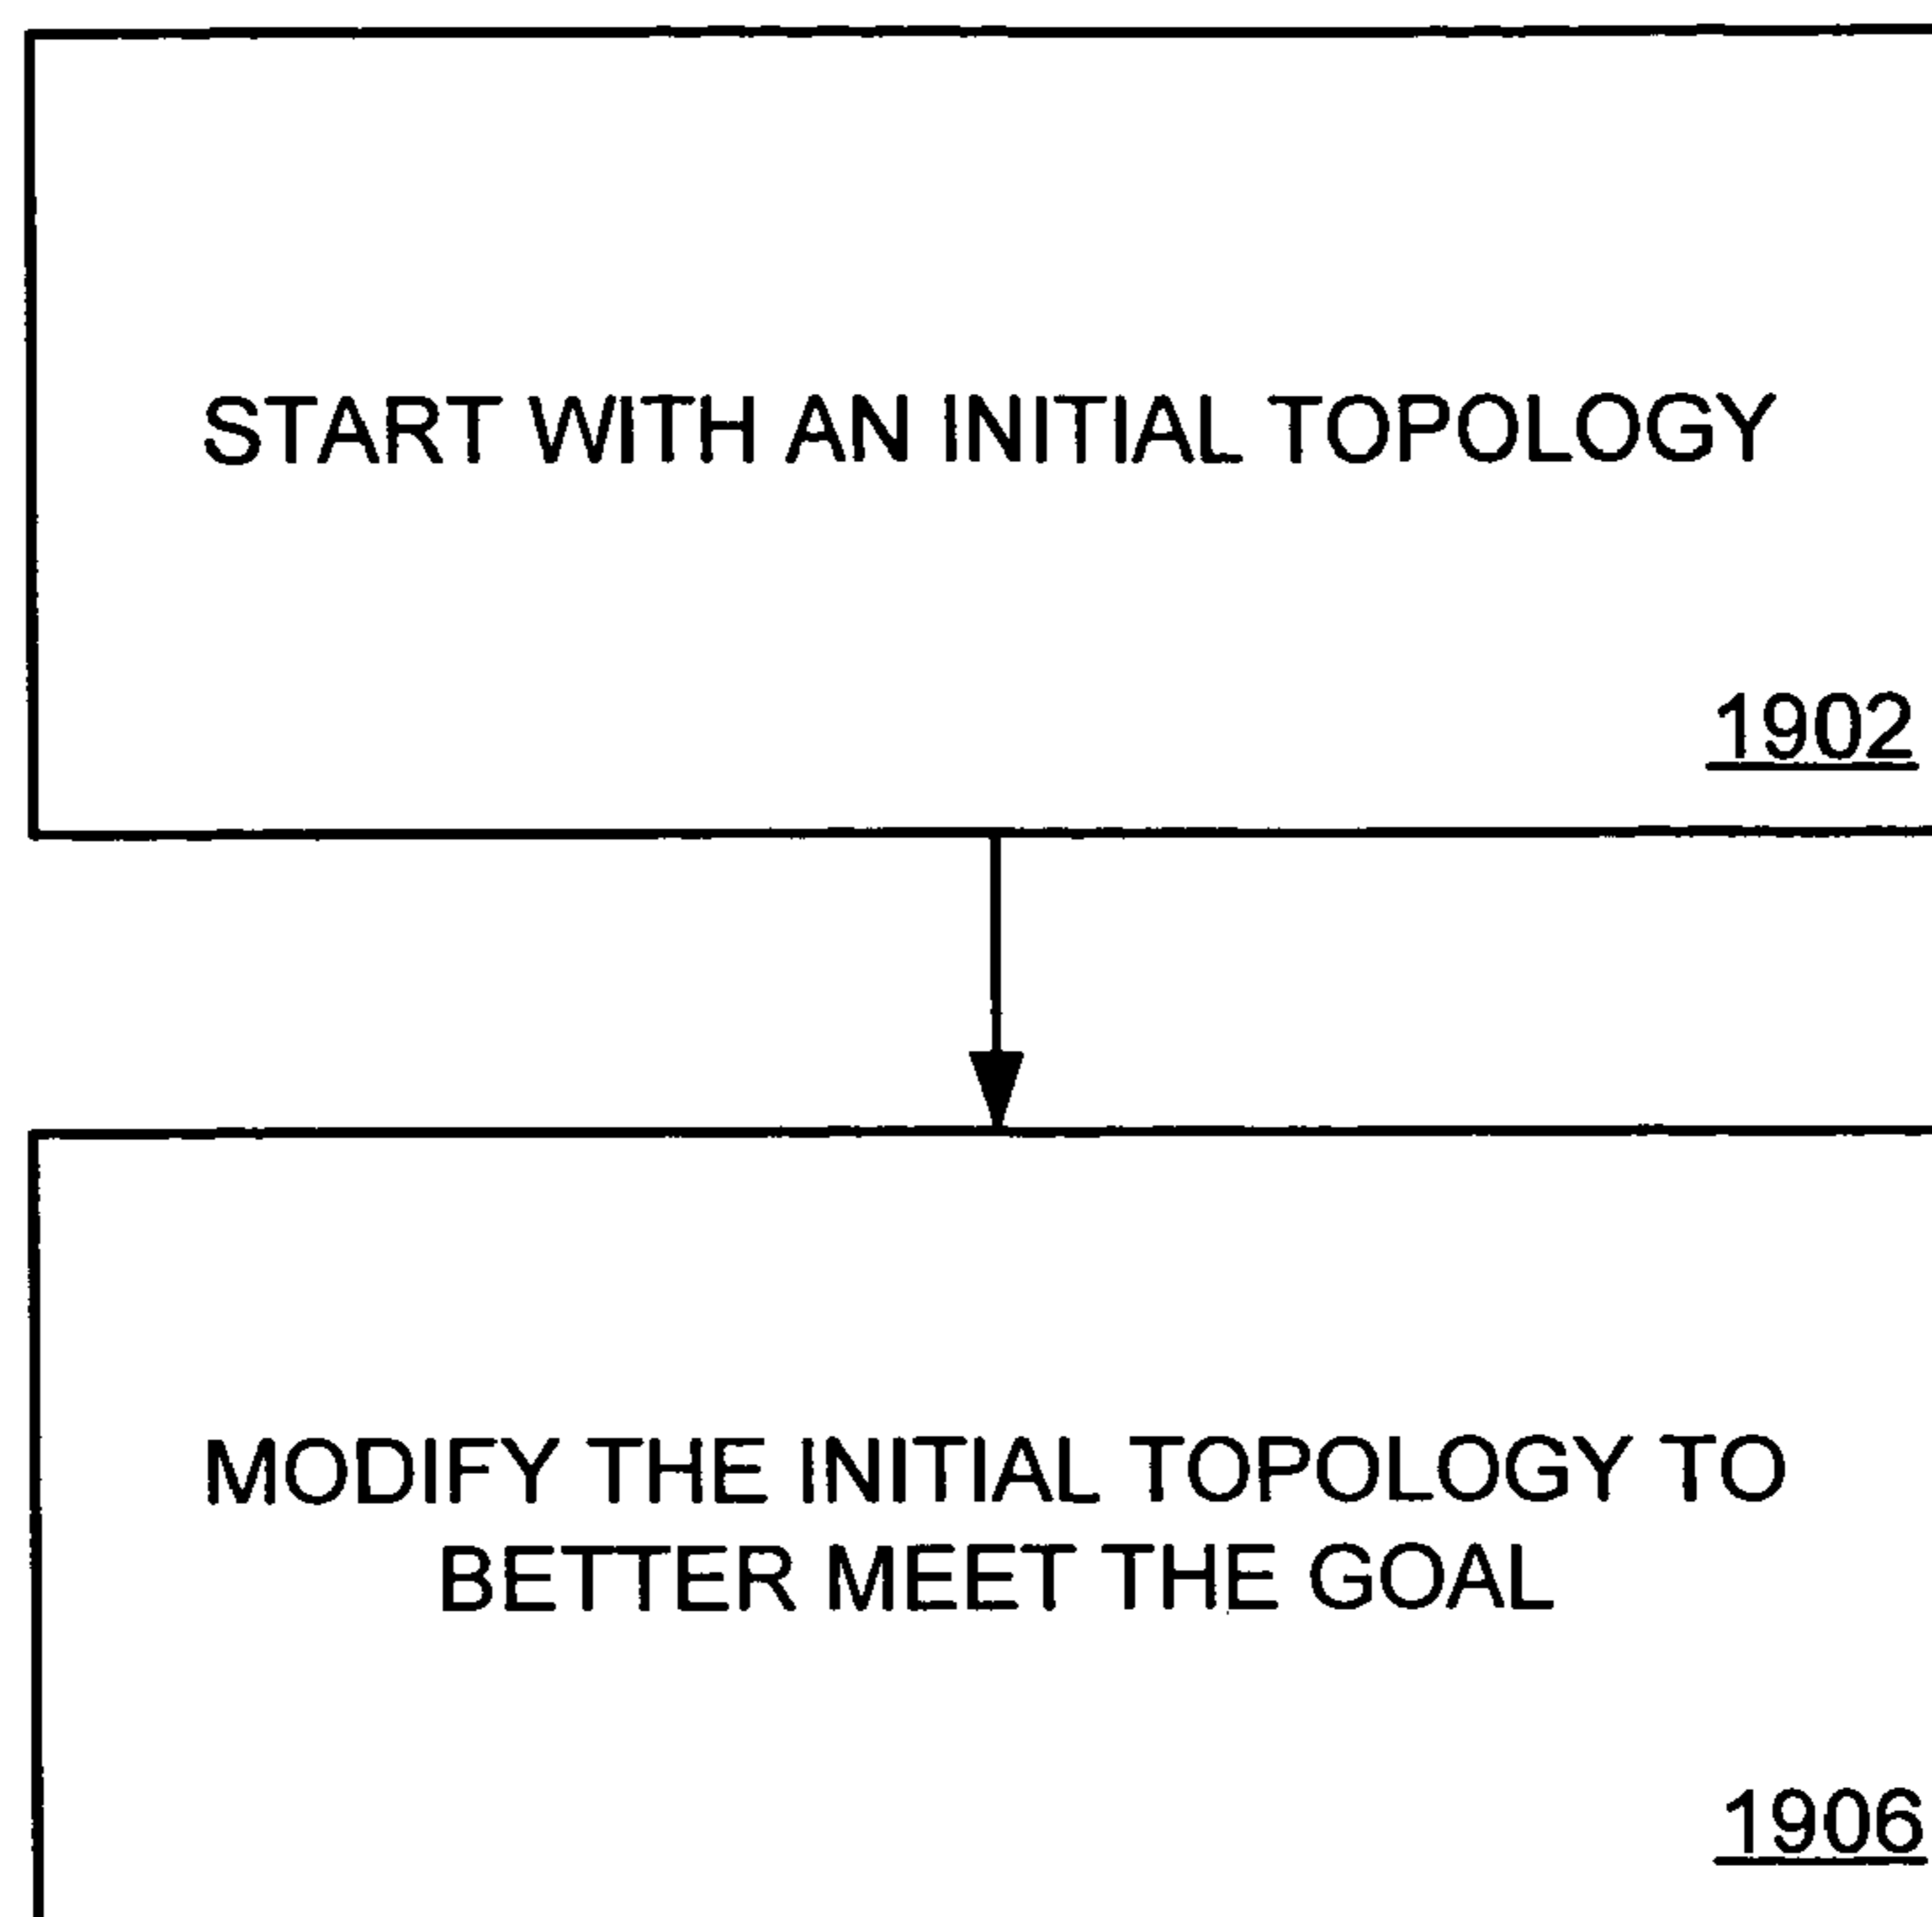 START WITH AN INITIAL TOPOLOGY
1902
MODIFY THE INITIAL TOPOLOGY TO
BETTER MEET THE GOAL
1906